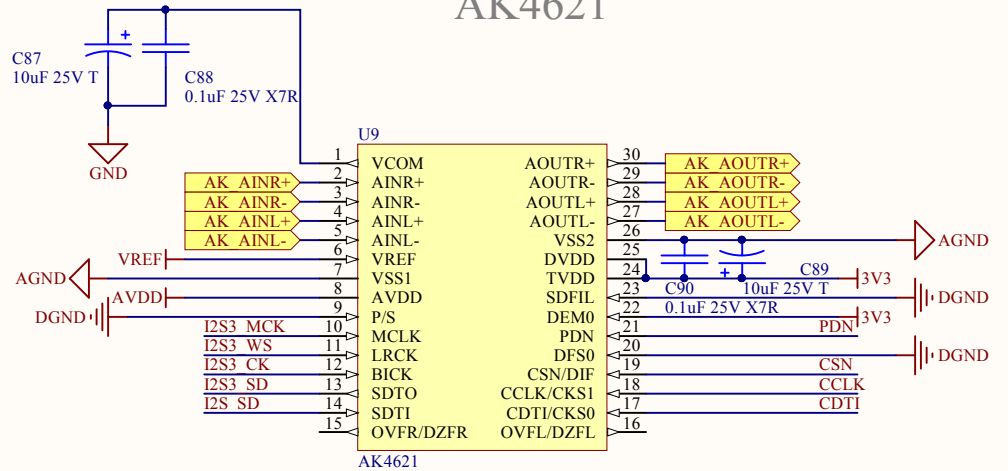 AK4621
C87
10uF 25V T
C88
0.1uF 25V X7R
GND
U9
1 VCOM AOUTR+ 30 AK_AOUTR+
AK_AINR+ 2 AINR+ AOUTR- 29 AK_AOUTR-
AK_AINR- 3 AINR- AOUTL+ 28 AK_AOUTL+
AK_AINL+ 4 AINL+ AOUTL- 27 AK_AOUTL-
AK_AINL- 5 AINL- VSS2 26 AGND
VREF 6 VREF DVDD 25
AGND 7 VSS1 TVDD 24 3V3
C89
10uF 25V T
C90
0.1uF 25V X7R
AVDD 8 AVDD SDFIL 23 DGND
DGND 9 P/S DEM0 22 3V3
I2S3_MCK 10 MCLK PDN 21 PDN
I2S3_WS 11 LRCK DFS0 20 DGND
I2S3_CK 12 BICK CSN/DIF 19 CSN
I2S3_SD 13 SDTO CCLK/CKS1 18 CCLK
I2S_SD 14 SDTI CDTI/CKS0 17 CDTI
15 OVFR/DZFR OVFL/DZFL 16
AK4621